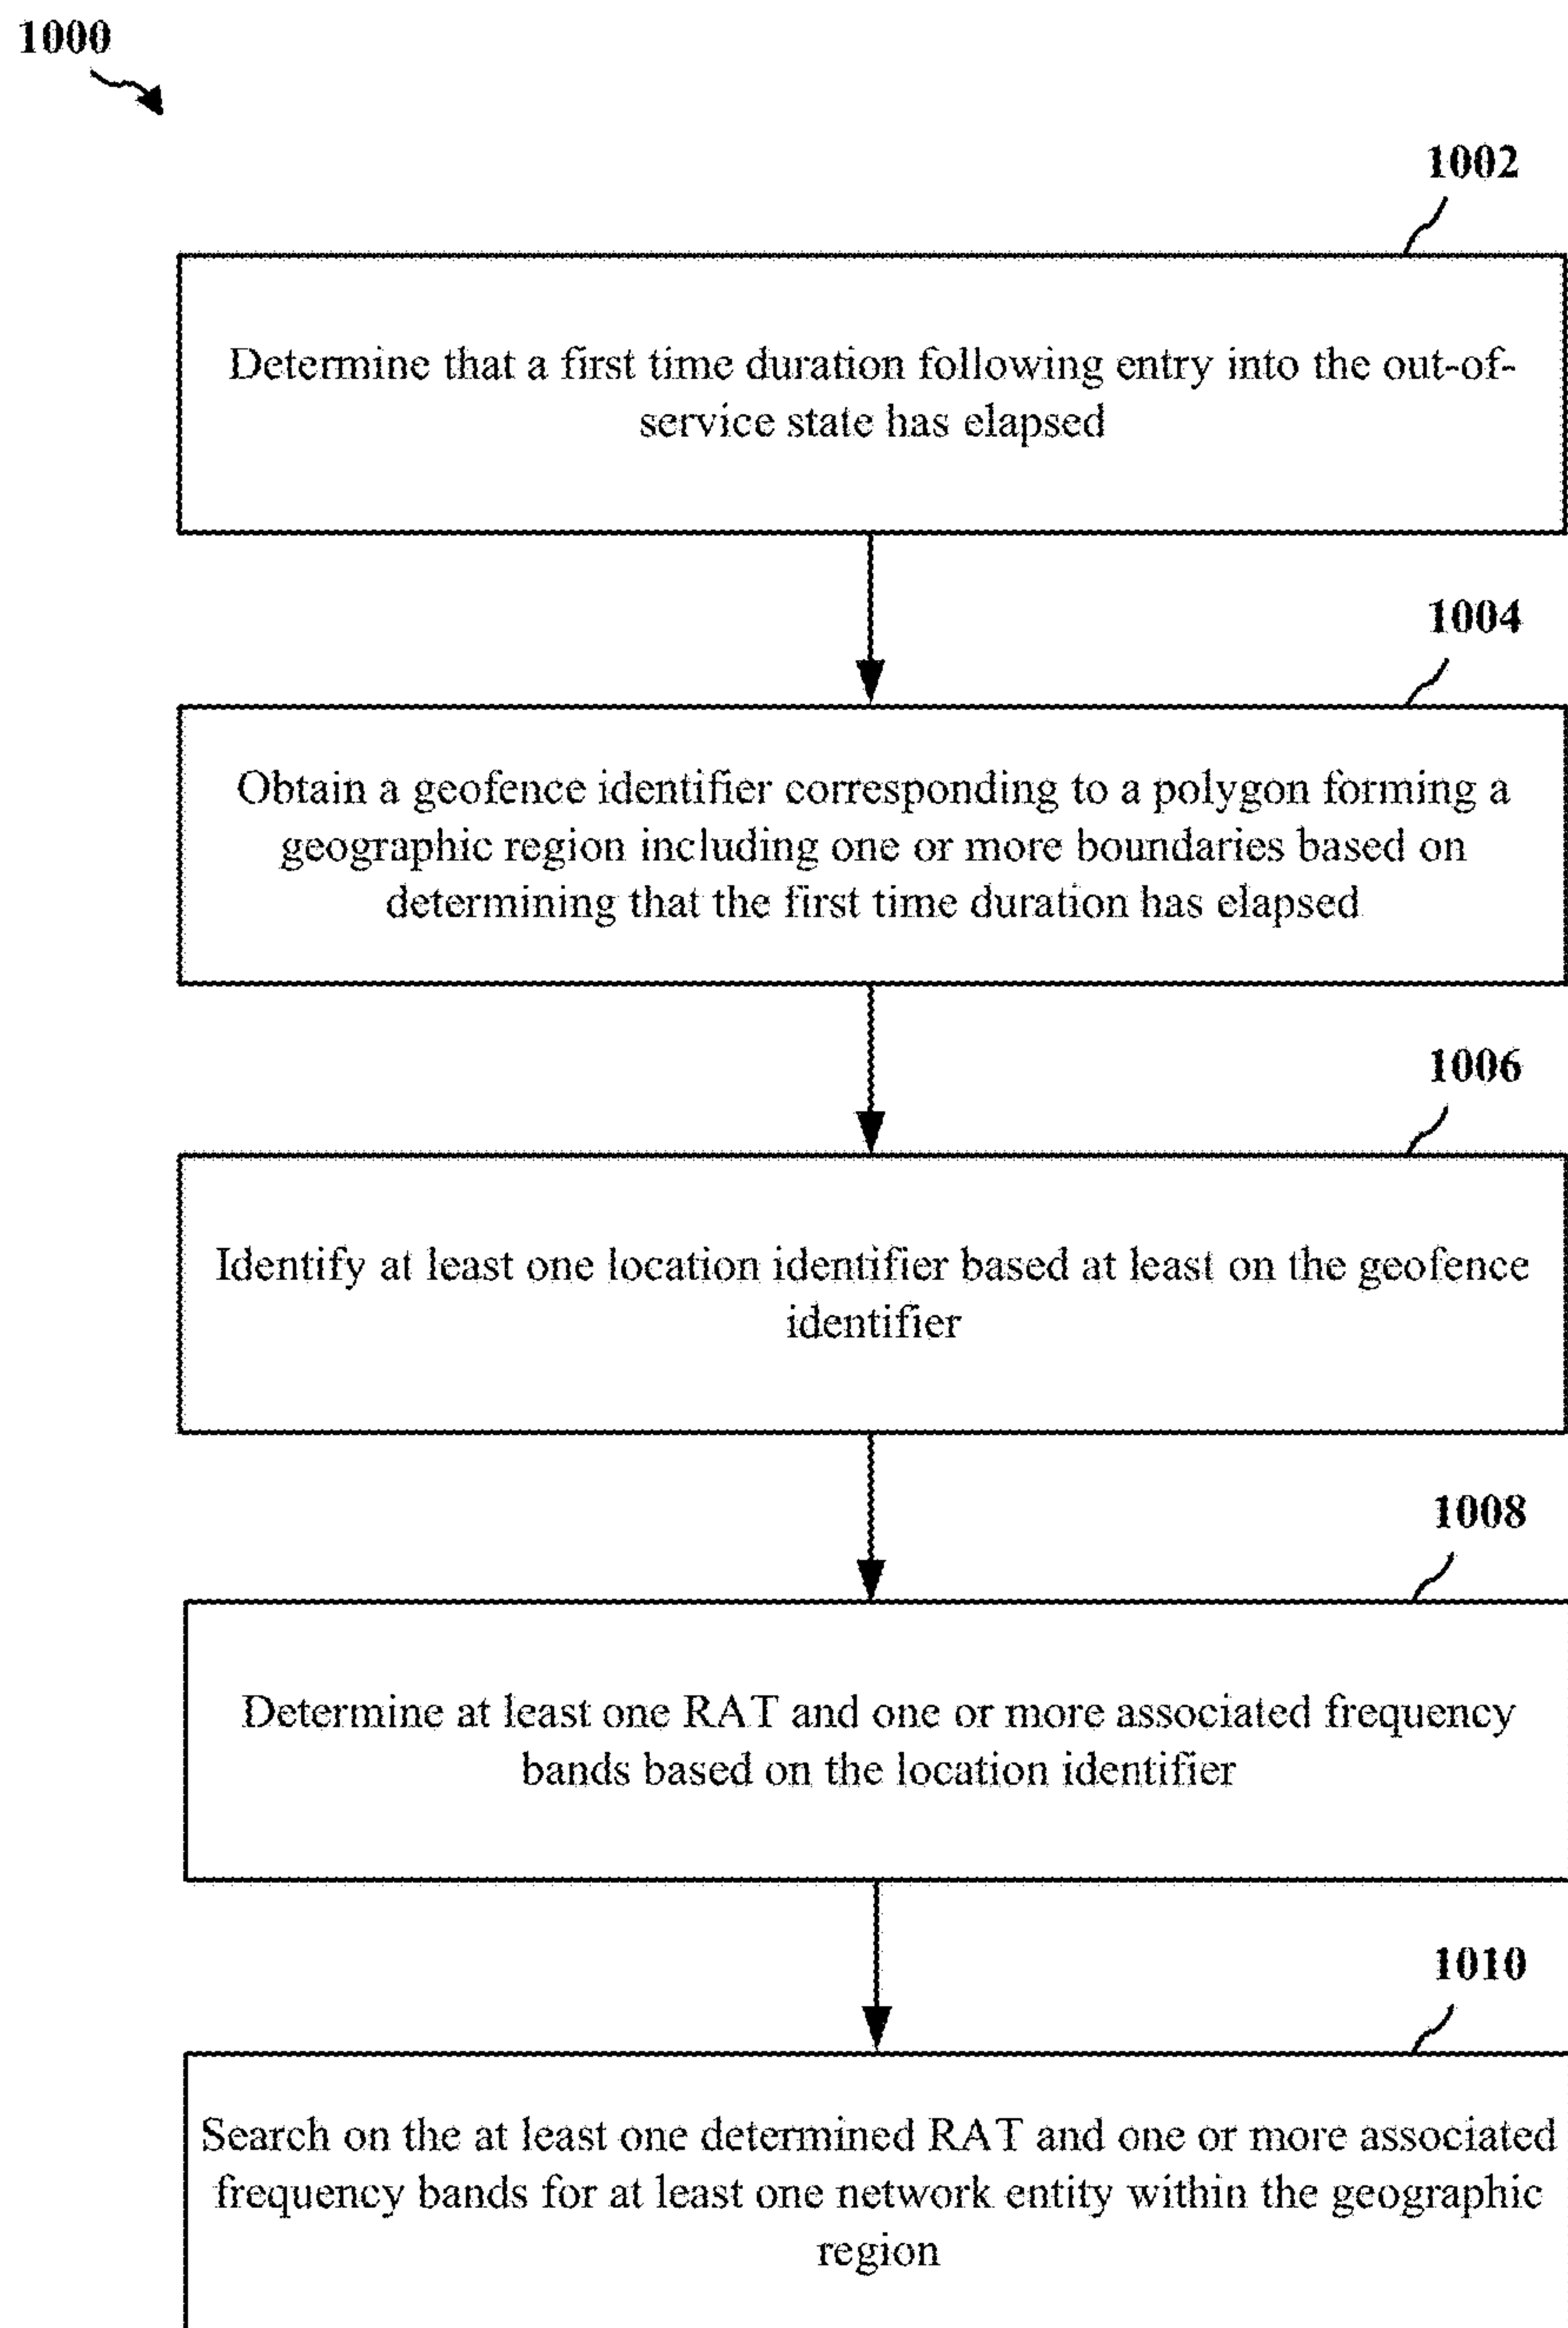 1000
1002
Determine that a first time duration following entry into the out-of-
service state has elapsed
1004
Obtain a geofence identifier corresponding to a polygon forming a
geographic region including one or more boundaries based on
determining that the first time duration has elapsed
1006
Identify at least one location identifier based at least on the geofence
identifier
1008
Determine at least one RAT and one or more associated frequency
bands based on the location identifier
1010
Search on the at least one determined RAT and one or more associated
frequency bands for at least one network entity within the geographic
region